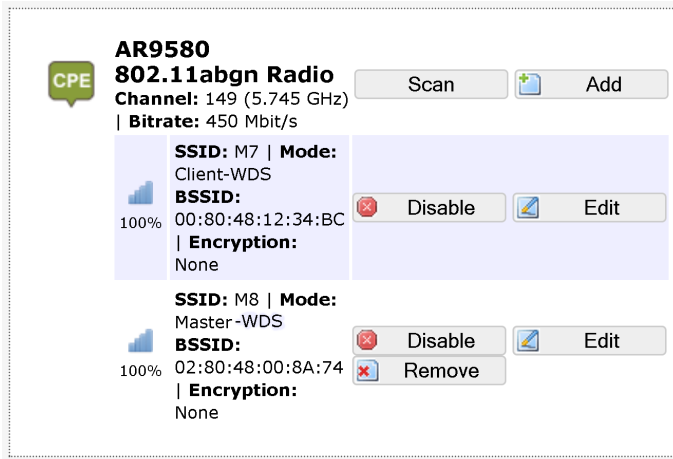 AR9580
CPE
802.11abgn Radio
Scan
Add
Channel: 149 (5.745 GHz)
| Bitrate: 450 Mbit/s
SSID: M7 | Mode:
Client-WDS
BSSID:
00:80:48:12:34:BC
| Encryption:
None
100%
Disable
Edit
SSID: M8 | Mode:
Master-WDS
BSSID:
02:80:48:00:8A:74
| Encryption:
None
100%
Disable
Edit
Remove